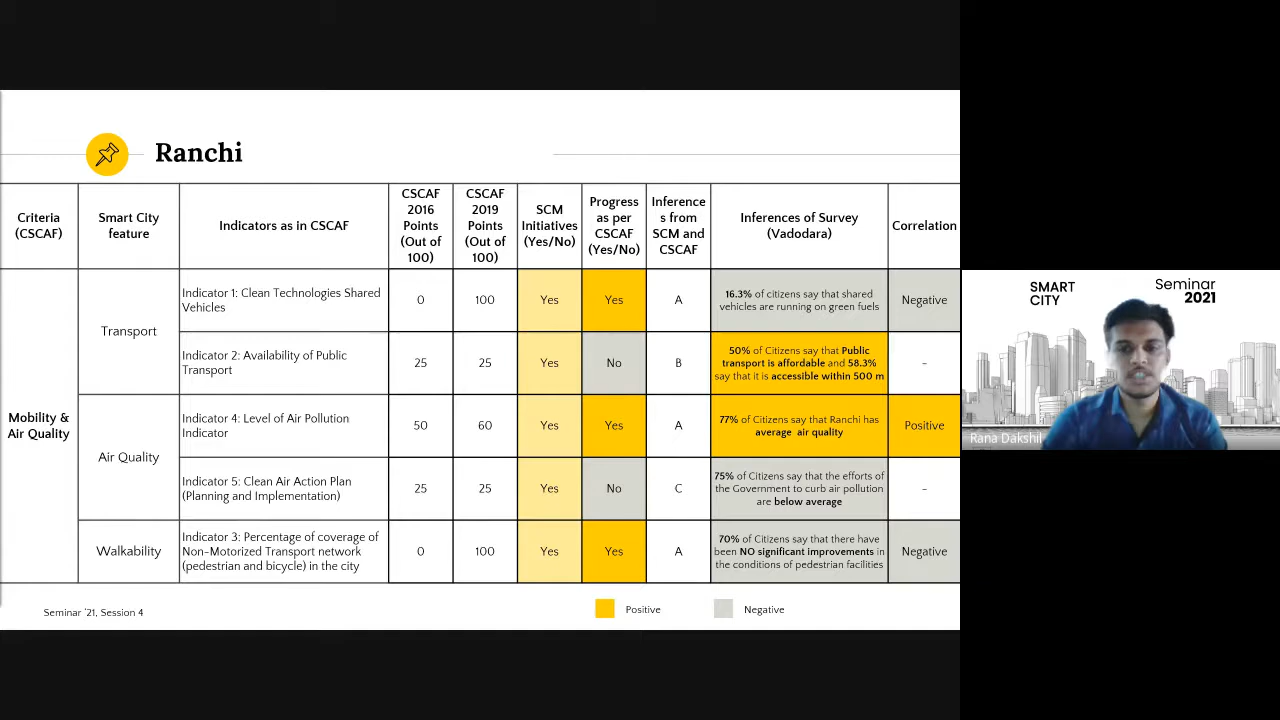 Ranchi
Criteria
(CSCAF)
Smart City
feature
Indicators as in CSCAF
CSCAF
2016
Points
(Out of
100)
CSCAF
2019
Points
(Out of
100)
SCM
Initiatives
(Yes/No)
Progress
as per
CSCAF
(Yes/No)
Inference
s from
SCM and
CSCAF
Inferences of Survey
(Vadodara)
Correlation
Mobility &
Air Quality
Transport
Indicator 1: Clean Technologies Shared
Vehicles
0
100
Yes
Yes
A
16.3% of citizens say that shared
vehicles are running on green fuels
Negative
Indicator 2: Availability of Public
Transport
25
25
Yes
No
B
50% of Citizens say that Public
transport is affordable and 58.3%
say that it is accessible within 500 m
-
Air Quality
Indicator 4: Level of Air Pollution
Indicator
50
60
Yes
Yes
A
77% of Citizens say that Ranchi has
average air quality
Positive
Indicator 5: Clean Air Action Plan
(Planning and Implementation)
25
25
Yes
No
C
75% of Citizens say that the efforts of
the Government to curb air pollution
are below average
-
Walkability
Indicator 3: Percentage of coverage of
Non-Motorized Transport network
(pedestrian and bicycle) in the city
0
100
Yes
Yes
A
70% of Citizens say that there have
been NO significant improvements in
the conditions of pedestrian facilities
Negative
Seminar '21, Session 4
Positive
Negative
SMART
CITY
Seminar
2021
Rana Dakshil